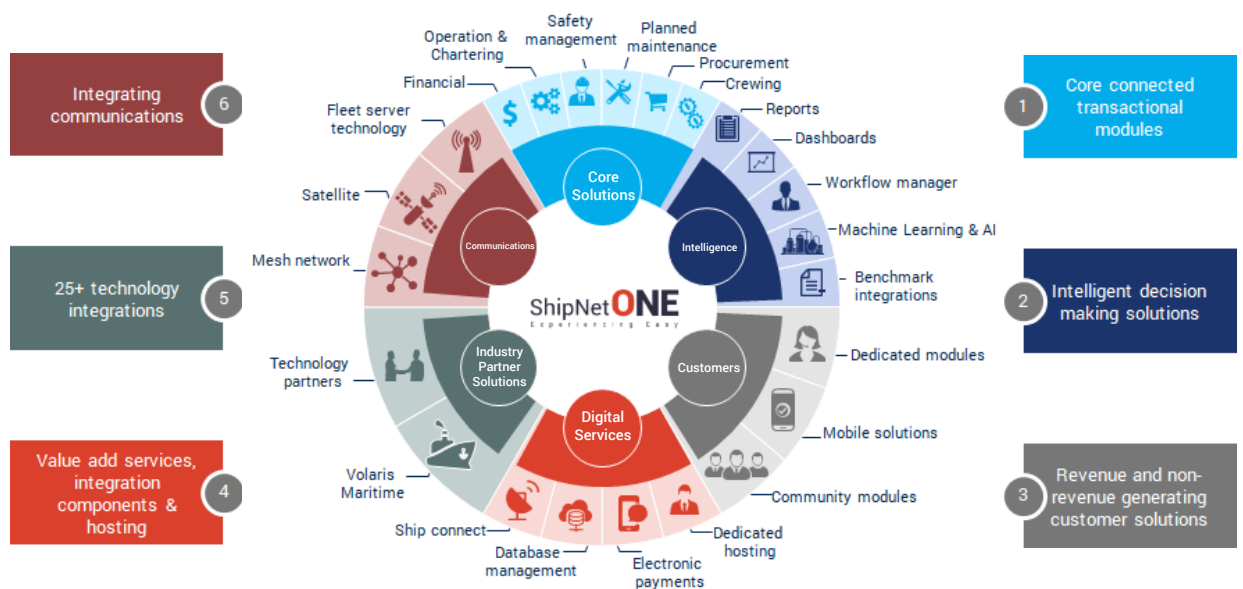 Integrating
communications
6
25+ technology
integrations
5
Value add services,
integration
components &
hosting
4
Operation &
Chartering
Safety
management
Planned
maintenance
Financial
Procurement
Crewing
Fleet server
technology
Reports
Dashboards
Satellite
Workflow manager
Mesh network
Machine Learning & AI
Benchmark
integrations
Technology
partners
Dedicated modules
Volaris
Maritime
Mobile solutions
Community modules
Ship connect
Database
management
Electronic
payments
Dedicated
hosting
Core
Solutions
Communications
Intelligence
ShipNetONE
Experiencing Easy
Industry
Partner
Solutions
Customers
Digital
Services
1
Core connected
transactional
modules
2
Intelligent decision
making solutions
3
Revenue and non-
revenue generating
customer solutions